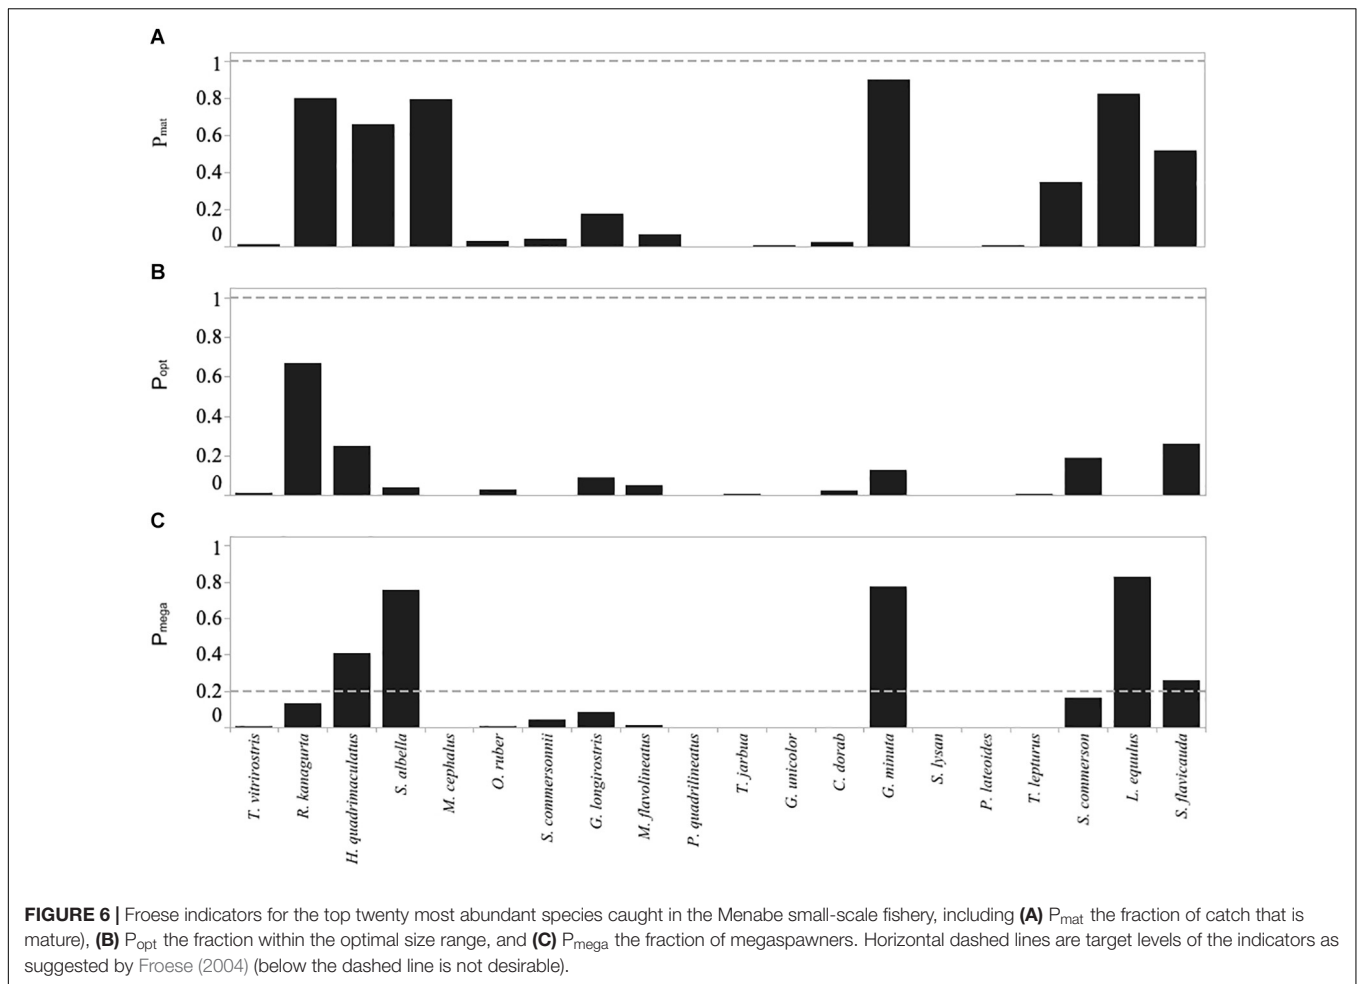 A
1
0.8
0.6
0.4
0.2
0
Pmat
B
1
0.8
0.6
0.4
0.2
0
Popt
C
1
0.8
0.6
0.4
0.2
0
Pmega
T. vitrirostris
R. kanagurta
H. quadrimaculatus
S. albella
M. cephalus
O. ruber
S. commersonnii
G. longirostris
M. flavolineatus
P. quadrilineatus
T. jarbua
G. unicolor
C. dorab
G. minuta
S. lysan
P. lateoides
T. lepturus
S. commerson
L. equulus
S. flavicauda
FIGURE 6 | Froese indicators for the top twenty most abundant species caught in the Menabe small-scale fishery, including (A) Pmat the fraction of catch that is
mature), (B) Popt the fraction within the optimal size range, and (C) Pmega the fraction of megaspawners. Horizontal dashed lines are target levels of the indicators as
suggested by Froese (2004) (below the dashed line is not desirable).